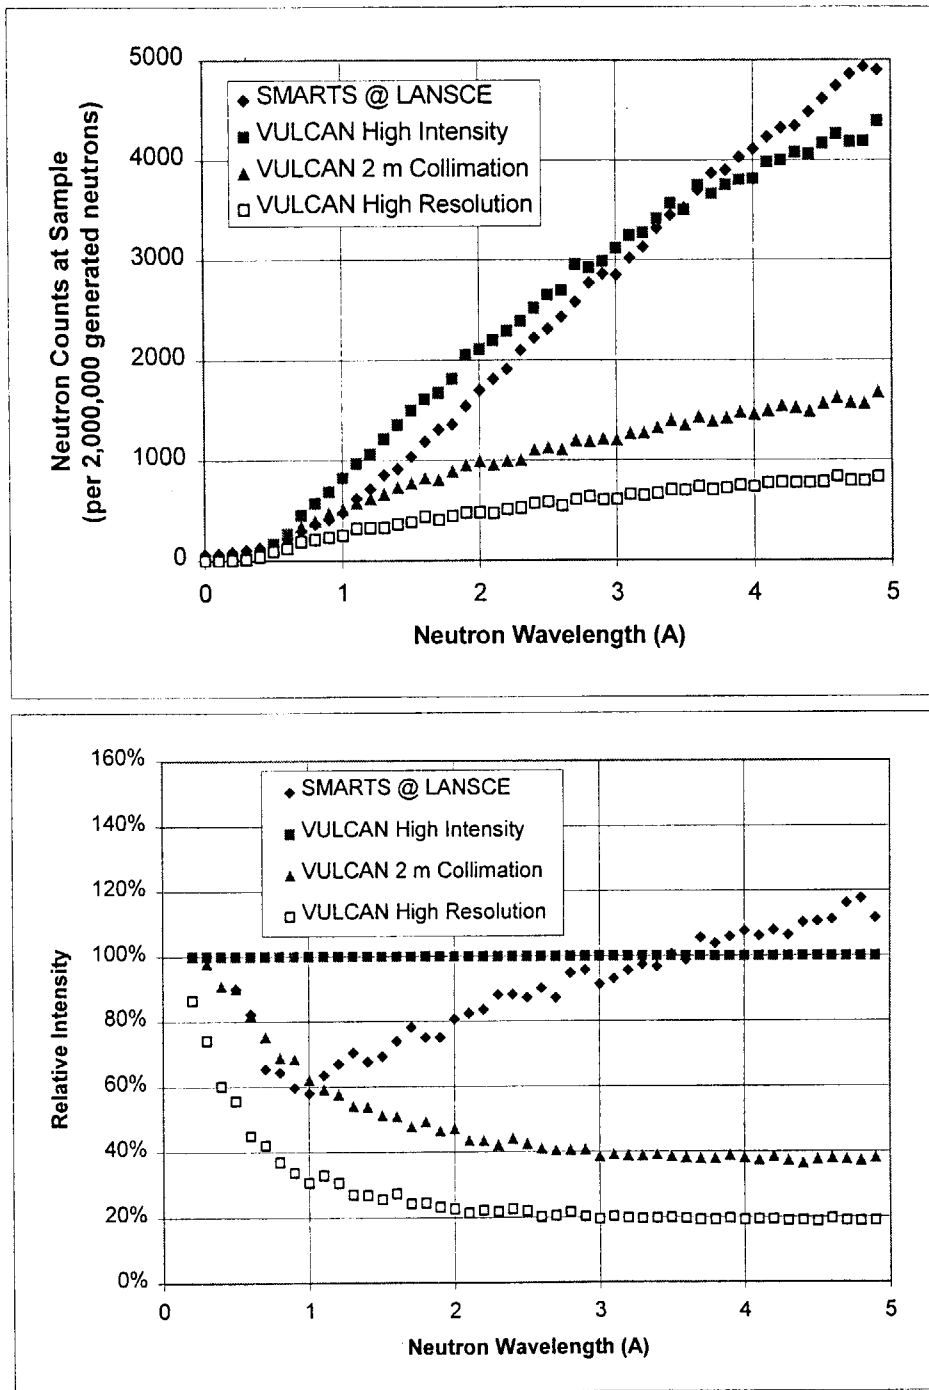 5000
4000
3000
2000
1000
0
Neutron Counts at Sample
(per 2,000,000 generated neutrons)
◆ SMARTS @ LANSCE
■ VULCAN High Intensity
▲ VULCAN 2 m Collimation
□ VULCAN High Resolution
0 1 2 3 4 5
Neutron Wavelength (A)
160%
140%
120%
100%
80%
60%
40%
20%
0%
Relative Intensity
◆ SMARTS @ LANSCE
■ VULCAN High Intensity
▲ VULCAN 2 m Collimation
□ VULCAN High Resolution
0 1 2 3 4 5
Neutron Wavelength (A)